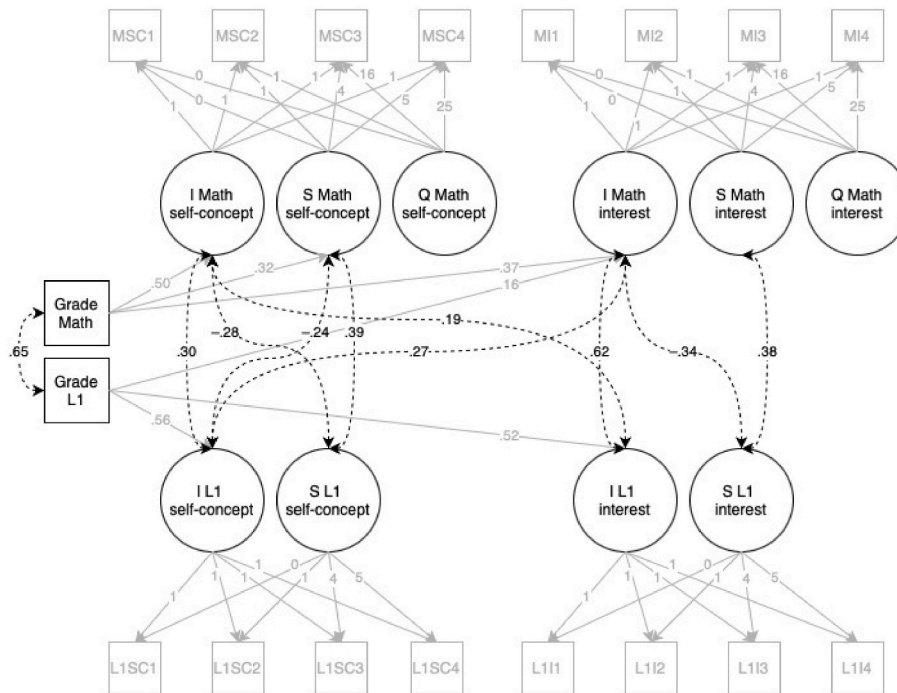 MSC1 MSC2 MSC3 MSC4 MI1 MI2 MI3 MI4
0 1 1 16 1 0 1 1 16 1
1 0 1 4 5 25 1 0 1 4 5 25
1
I Math
self-concept
S Math
self-concept
Q Math
self-concept
I Math
interest
S Math
interest
Q Math
interest
.50 .32 .37
.16
Grade
Math
.65
Grade
L1
.30 –.28 –.24 .39 .27 .19 .62 –.34 .38
.56 .52
I L1
self-concept
S L1
self-concept
I L1
interest
S L1
interest
1 0 1 0
1 1 1 1 4 5 1 1 1 1 4 5
L1SC1 L1SC2 L1SC3 L1SC4 L1I1 L1I2 L1I3 L1I4